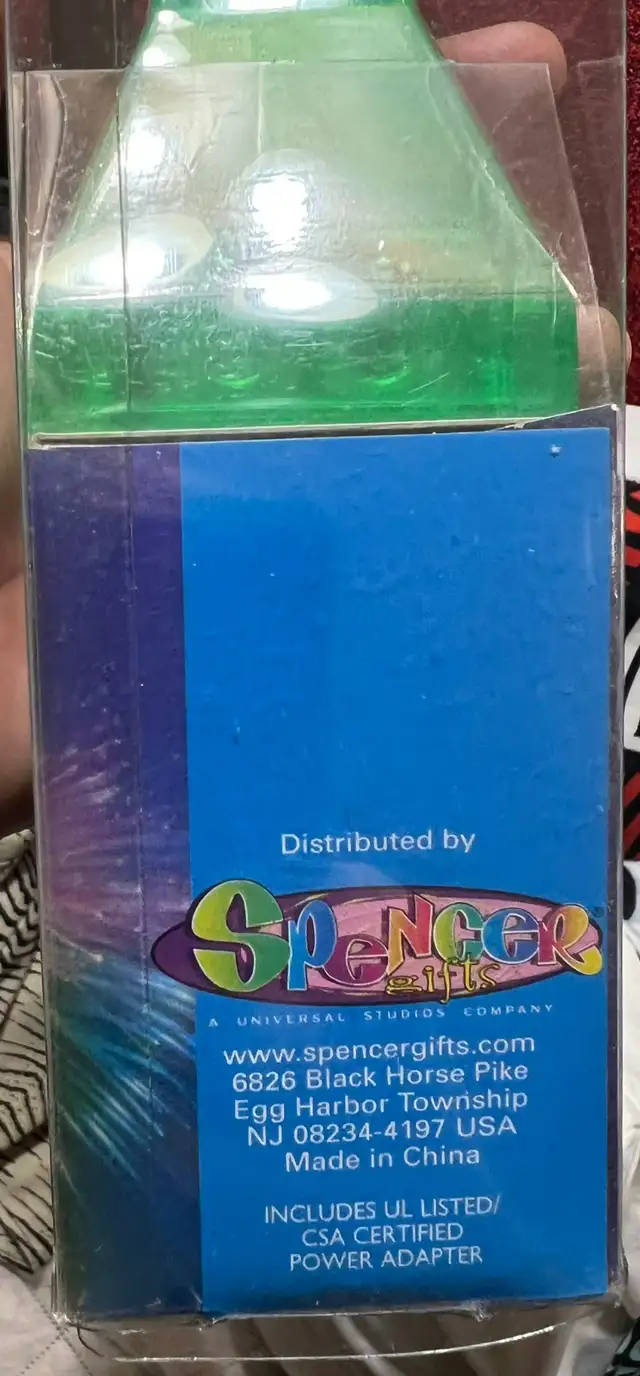 Distributed by
SPeNCER
gifts
A UNIVERSAL STUDIOS COMPANY
www.spencergifts.com
6826 Black Horse Pike
Egg Harbor Township
NJ 08234-4197 USA
Made in China
INCLUDES UL LISTED/
CSA CERTIFIED
POWER ADAPTER